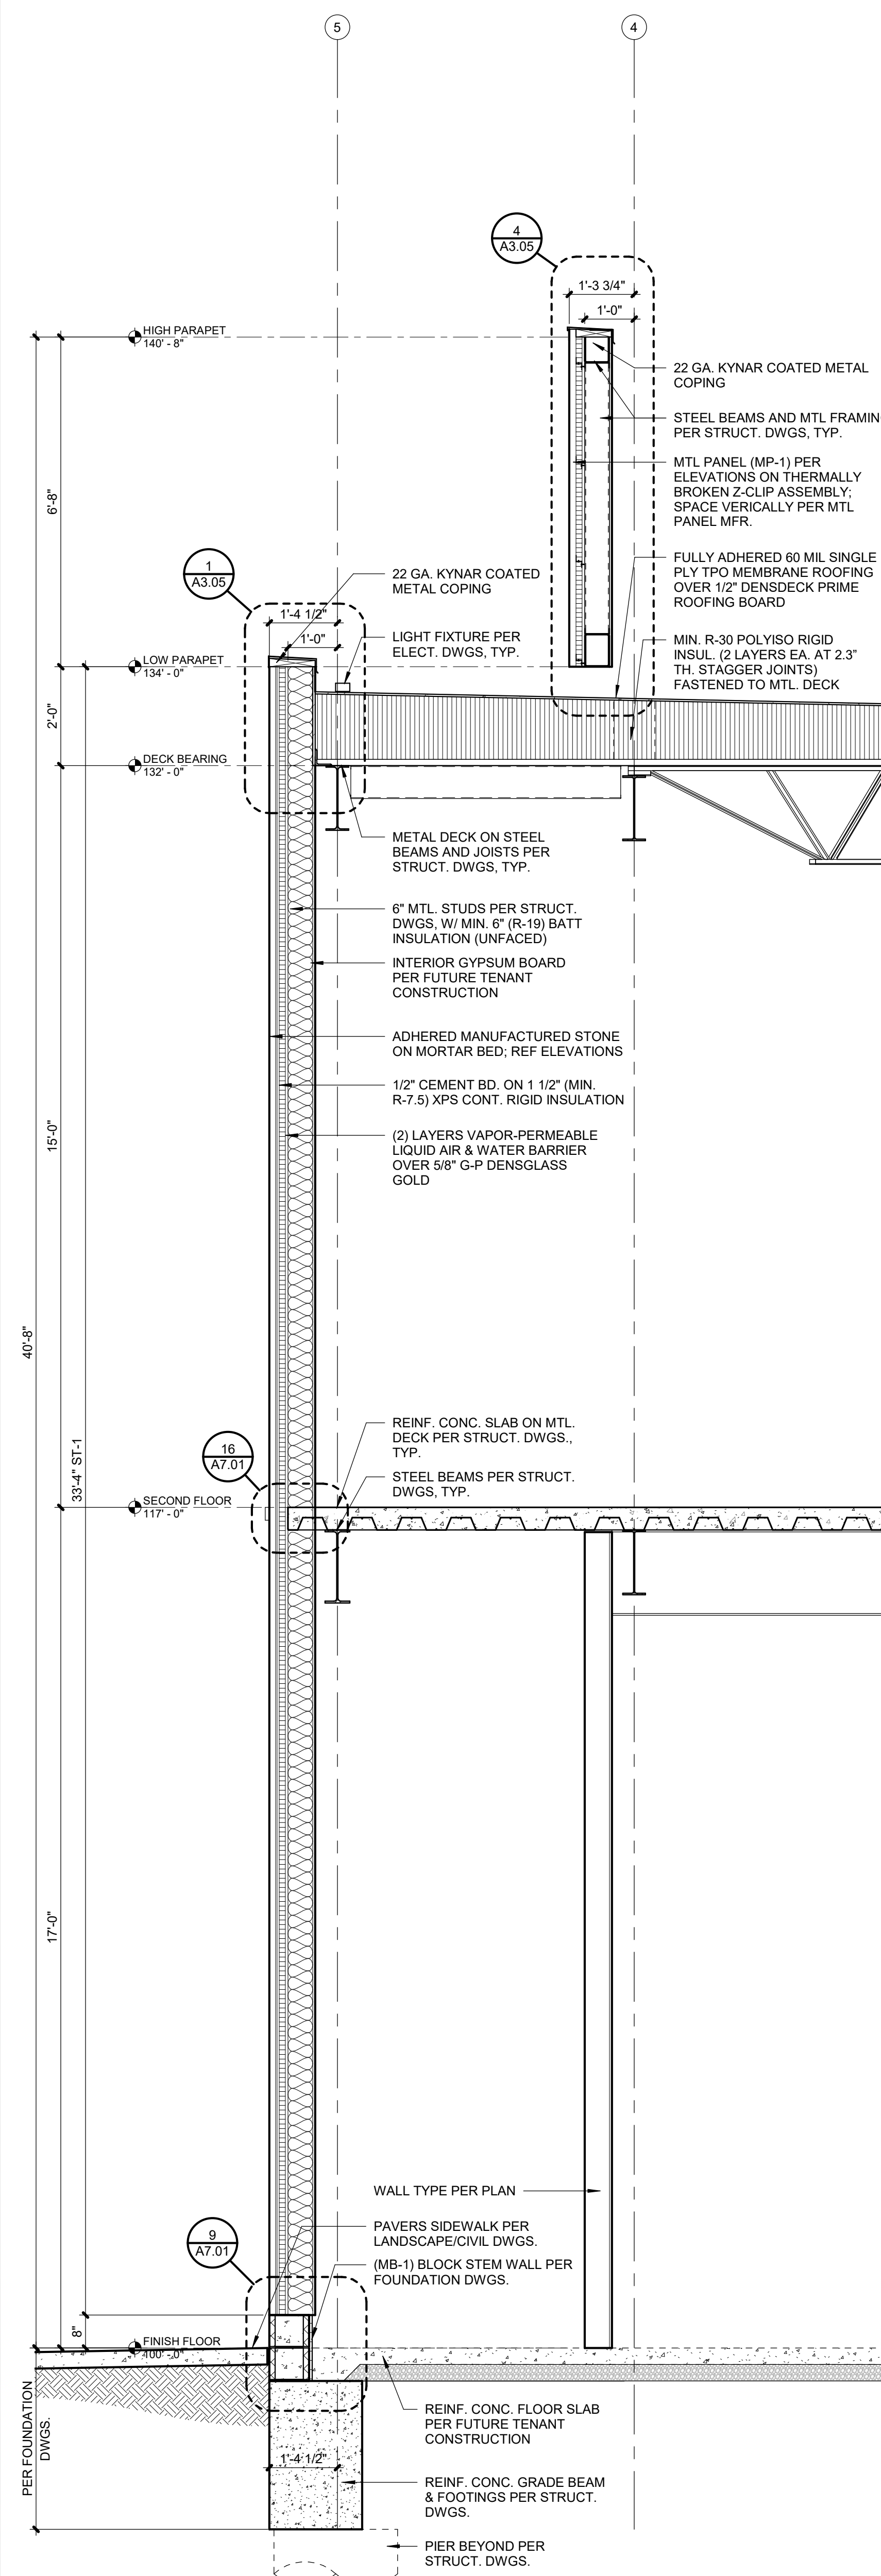 5
4
4
A3.05
1'-3 3/4"
1'-0"
HIGH PARAPET
140' - 8"
22 GA. KYNAR COATED METAL
COPING
STEEL BEAMS AND MTL FRAMIN
PER STRUCT. DWGS, TYP.
MTL PANEL (MP-1) PER
ELEVATIONS ON THERMALLY
BROKEN Z-CLIP ASSEMBLY;
SPACE VERICALLY PER MTL
PANEL MFR.
6'-8"
FULLY ADHERED 60 MIL SINGLE
PLY TPO MEMBRANE ROOFING
OVER 1/2" DENSDECK PRIME
ROOFING BOARD
1
A3.05
22 GA. KYNAR COATED
METAL COPING
1'-4 1/2"
1'-0"
LIGHT FIXTURE PER
ELECT. DWGS, TYP.
MIN. R-30 POLYISO RIGID
INSUL. (2 LAYERS EA. AT 2.3”
TH. STAGGER JOINTS)
FASTENED TO MTL. DECK
LOW PARAPET
134' - 0"
2'-0"
DECK BEARING
132' - 0"
METAL DECK ON STEEL
BEAMS AND JOISTS PER
STRUCT. DWGS, TYP.
6" MTL. STUDS PER STRUCT.
DWGS, W/ MIN. 6" (R-19) BATT
INSULATION (UNFACED)
INTERIOR GYPSUM BOARD
PER FUTURE TENANT
CONSTRUCTION
ADHERED MANUFACTURED STONE
ON MORTAR BED; REF ELEVATIONS
1/2" CEMENT BD. ON 1 1/2" (MIN.
R-7.5) XPS CONT. RIGID INSULATION
(2) LAYERS VAPOR-PERMEABLE
LIQUID AIR & WATER BARRIER
OVER 5/8" G-P DENSGLASS
GOLD
15'-0"
40'-8"
33'-4" ST-1
REINF. CONC. SLAB ON MTL.
DECK PER STRUCT. DWGS.,
TYP.
16
A7.01
STEEL BEAMS PER STRUCT.
DWGS, TYP.
SECOND FLOOR
117' - 0"
17'-0"
WALL TYPE PER PLAN
9
A7.01
PAVERS SIDEWALK PER
LANDSCAPE/CIVIL DWGS.
(MB-1) BLOCK STEM WALL PER
FOUNDATION DWGS.
8"
FINISH FLOOR
100' - 0"
REINF. CONC. FLOOR SLAB
PER FUTURE TENANT
CONSTRUCTION
PER FOUNDATION
DWGS.
1'-4 1/2"
REINF. CONC. GRADE BEAM
& FOOTINGS PER STRUCT.
DWGS.
PIER BEYOND PER
STRUCT. DWGS.